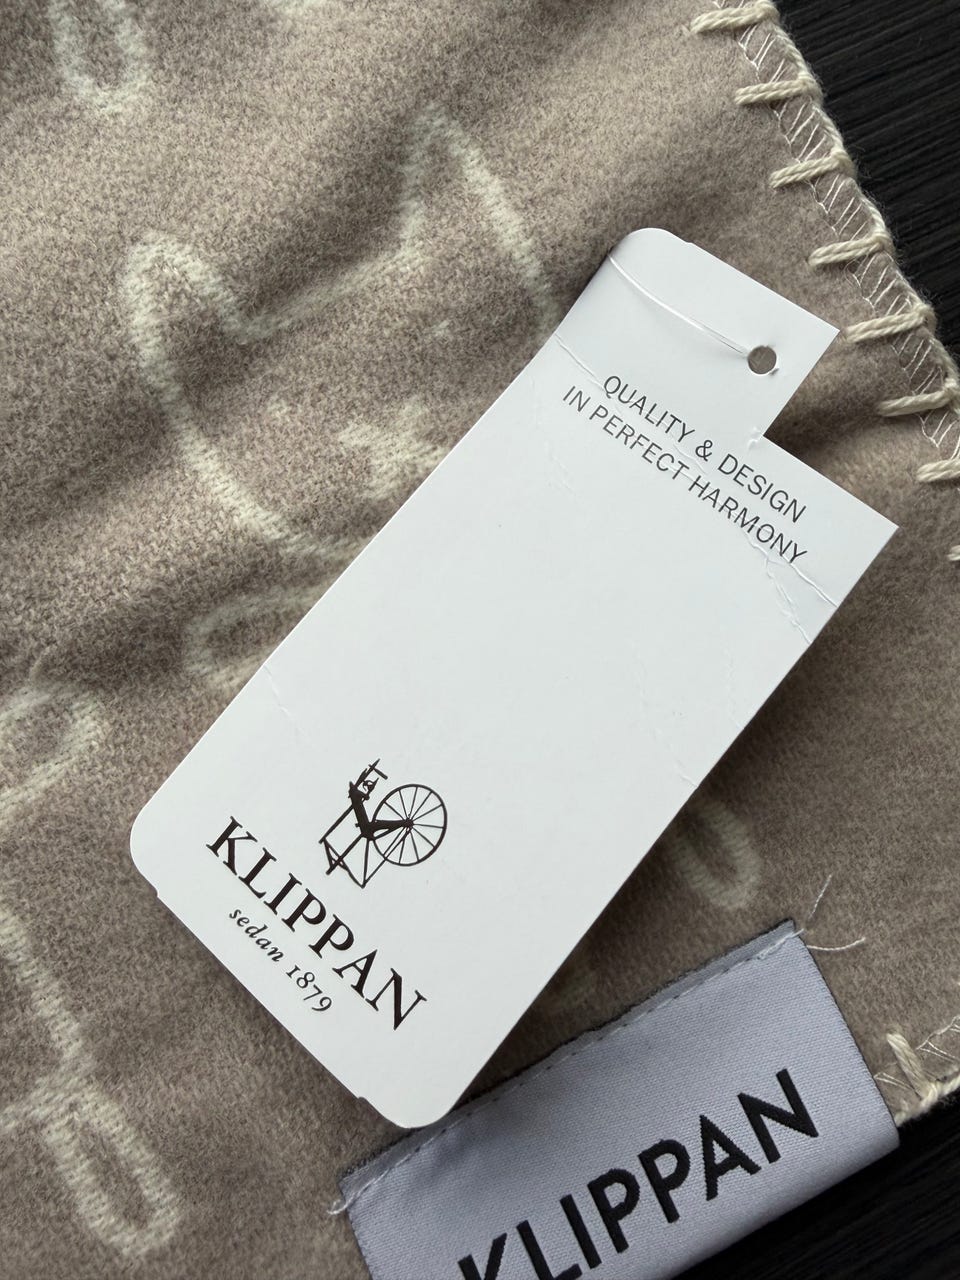 QUALITY & DESIGN
IN PERFECT HARMONY
KLIPPAN
sedan 1879
KLIPPAN